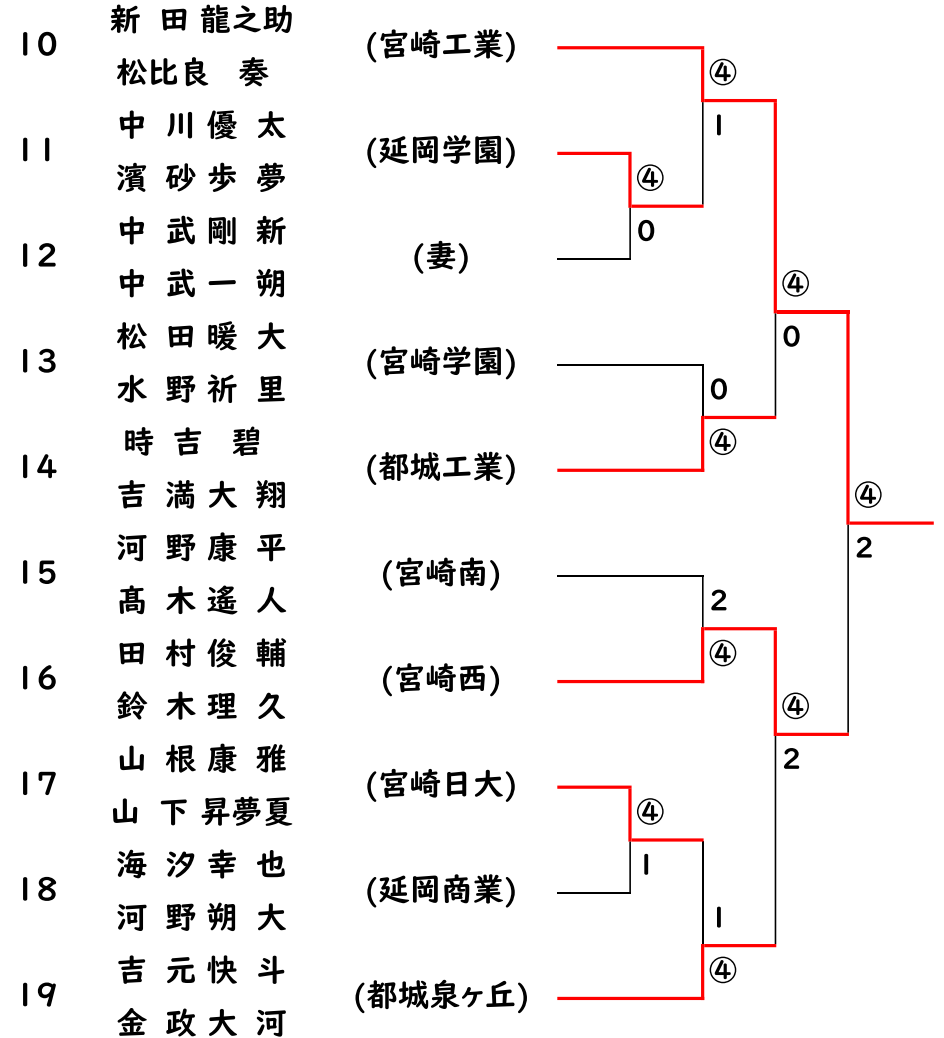 新 田 龍之助
10 (宮崎工業)
松比良 奏
④
中 川 優 太
1
11 (延岡学園)
濱 砂 歩 夢
④
中 武 剛 新
0
12 (妻)
中 武 一 朔
④
松 田 暖 大
0
13 (宮崎学園)
水 野 祈 里
0
時 吉 碧
④
14 (都城工業)
吉 満 大 翔
④
河 野 康 平
2
15 (宮崎南)
髙 木 遙 人
2
田 村 俊 輔
④
16 (宮崎西)
鈴 木 理 久
④
山 根 康 雅
2
17 (宮崎日大)
山 下 昇夢夏
④
海 汐 幸 也
1
18 (延岡商業)
河 野 朔 大
1
吉 元 快 斗
④
19 (都城泉ヶ丘)
金 政 大 河